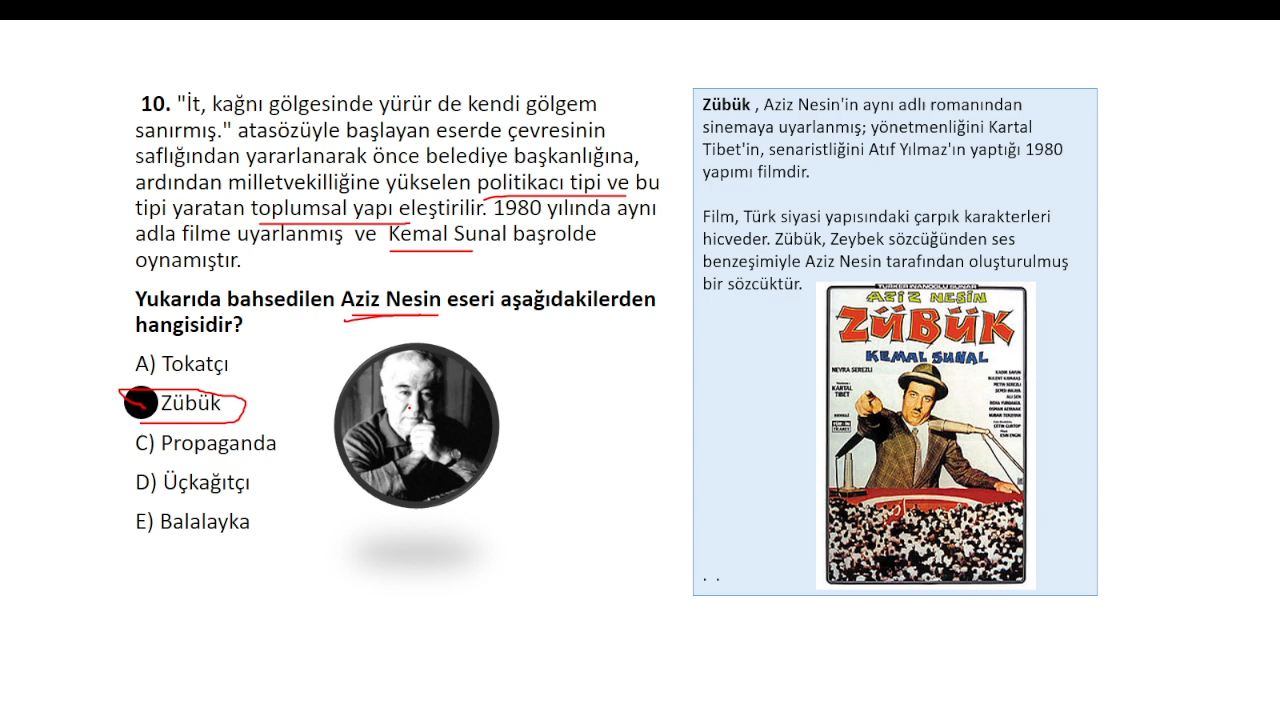 10. "İt, kağnı gölgesinde yürür de kendi gölgem
sanırmış." atasözüyle başlayan eserde çevresinin
saflığından yararlanarak önce belediye başkanlığına,
ardından milletvekilliğine yükselen politikacı tipi ve bu
tipi yaratan toplumsal yapı eleştirilir. 1980 yılında aynı
adla filme uyarlanmış ve Kemal Sunal başrolde
oynamıştır.
Yukarıda bahsedilen Aziz Nesin eseri aşağıdakilerden
hangisidir?
A) Tokatçı
Zübük
C) Propaganda
D) Üçkağıtçı
E) Balalayka
Zübük , Aziz Nesin'in aynı adlı romanından
sinemaya uyarlanmış; yönetmenliğini Kartal
Tibet'in, senaristliğini Atıf Yılmaz'ın yaptığı 1980
yapımı filmdir.
Film, Türk siyasi yapısındaki çarpık karakterleri
hicveder. Zübük, Zeybek sözcüğünden ses
benzeşimiyle Aziz Nesin tarafından oluşturulmuş
bir sözcüktür.
AZİZ NESİN
ZÜBÜK
KEMAL SUNAL
NEVRA SEREZLİ
KARTAL
TİBET
. .